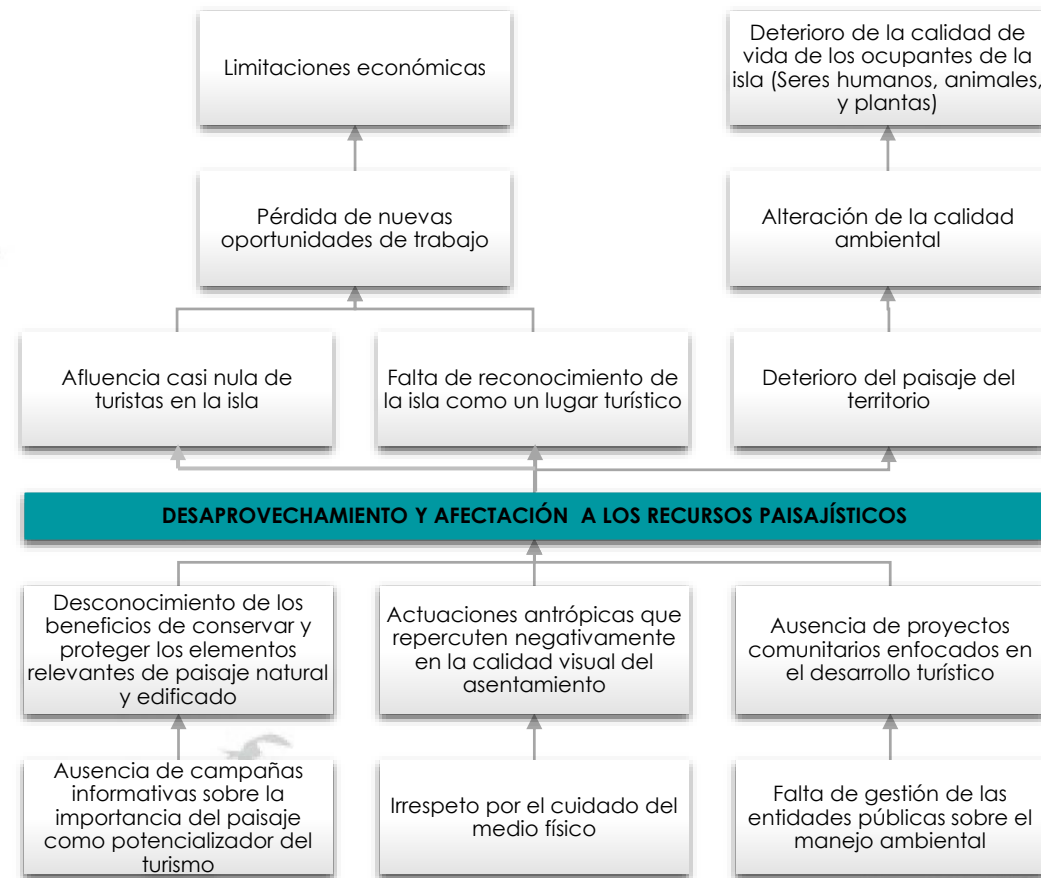 Limitaciones económicas
Deterioro de la calidad de
vida de los ocupantes de la
isla (Seres humanos, animales,
y plantas)
Pérdida de nuevas
oportunidades de trabajo
Alteración de la calidad
ambiental
Afluencia casi nula de
turistas en la isla
Falta de reconocimiento de
la isla como un lugar turístico
Deterioro del paisaje del
territorio
DESAPROVECHAMIENTO Y AFECTACIÓN A LOS RECURSOS PAISAJÍSTICOS
Desconocimiento de los
beneficios de conservar y
proteger los elementos
relevantes de paisaje natural
y edificado
Actuaciones antrópicas que
repercuten negativamente
en la calidad visual del
asentamiento
Ausencia de proyectos
comunitarios enfocados en
el desarrollo turístico
Ausencia de campañas
informativas sobre la
importancia del paisaje
como potencializador del
turismo
Irrespeto por el cuidado del
medio físico
Falta de gestión de las
entidades públicas sobre el
manejo ambiental